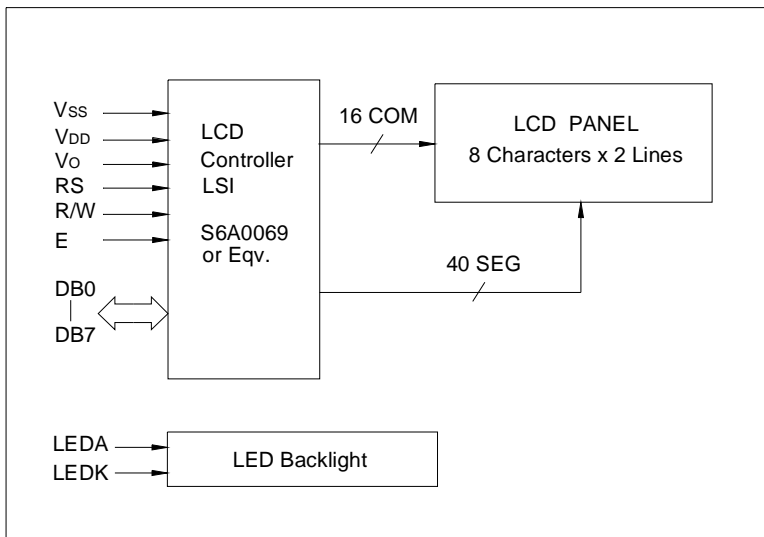 VSS
VDD
VO
RS
R/W
E
DB0
DB7
LCD
Controller
LSI
S6A0069
or Eqv.
16 COM
40 SEG
LCD PANEL
8 Characters x 2 Lines
LEDA
LEDK
LED Backlight